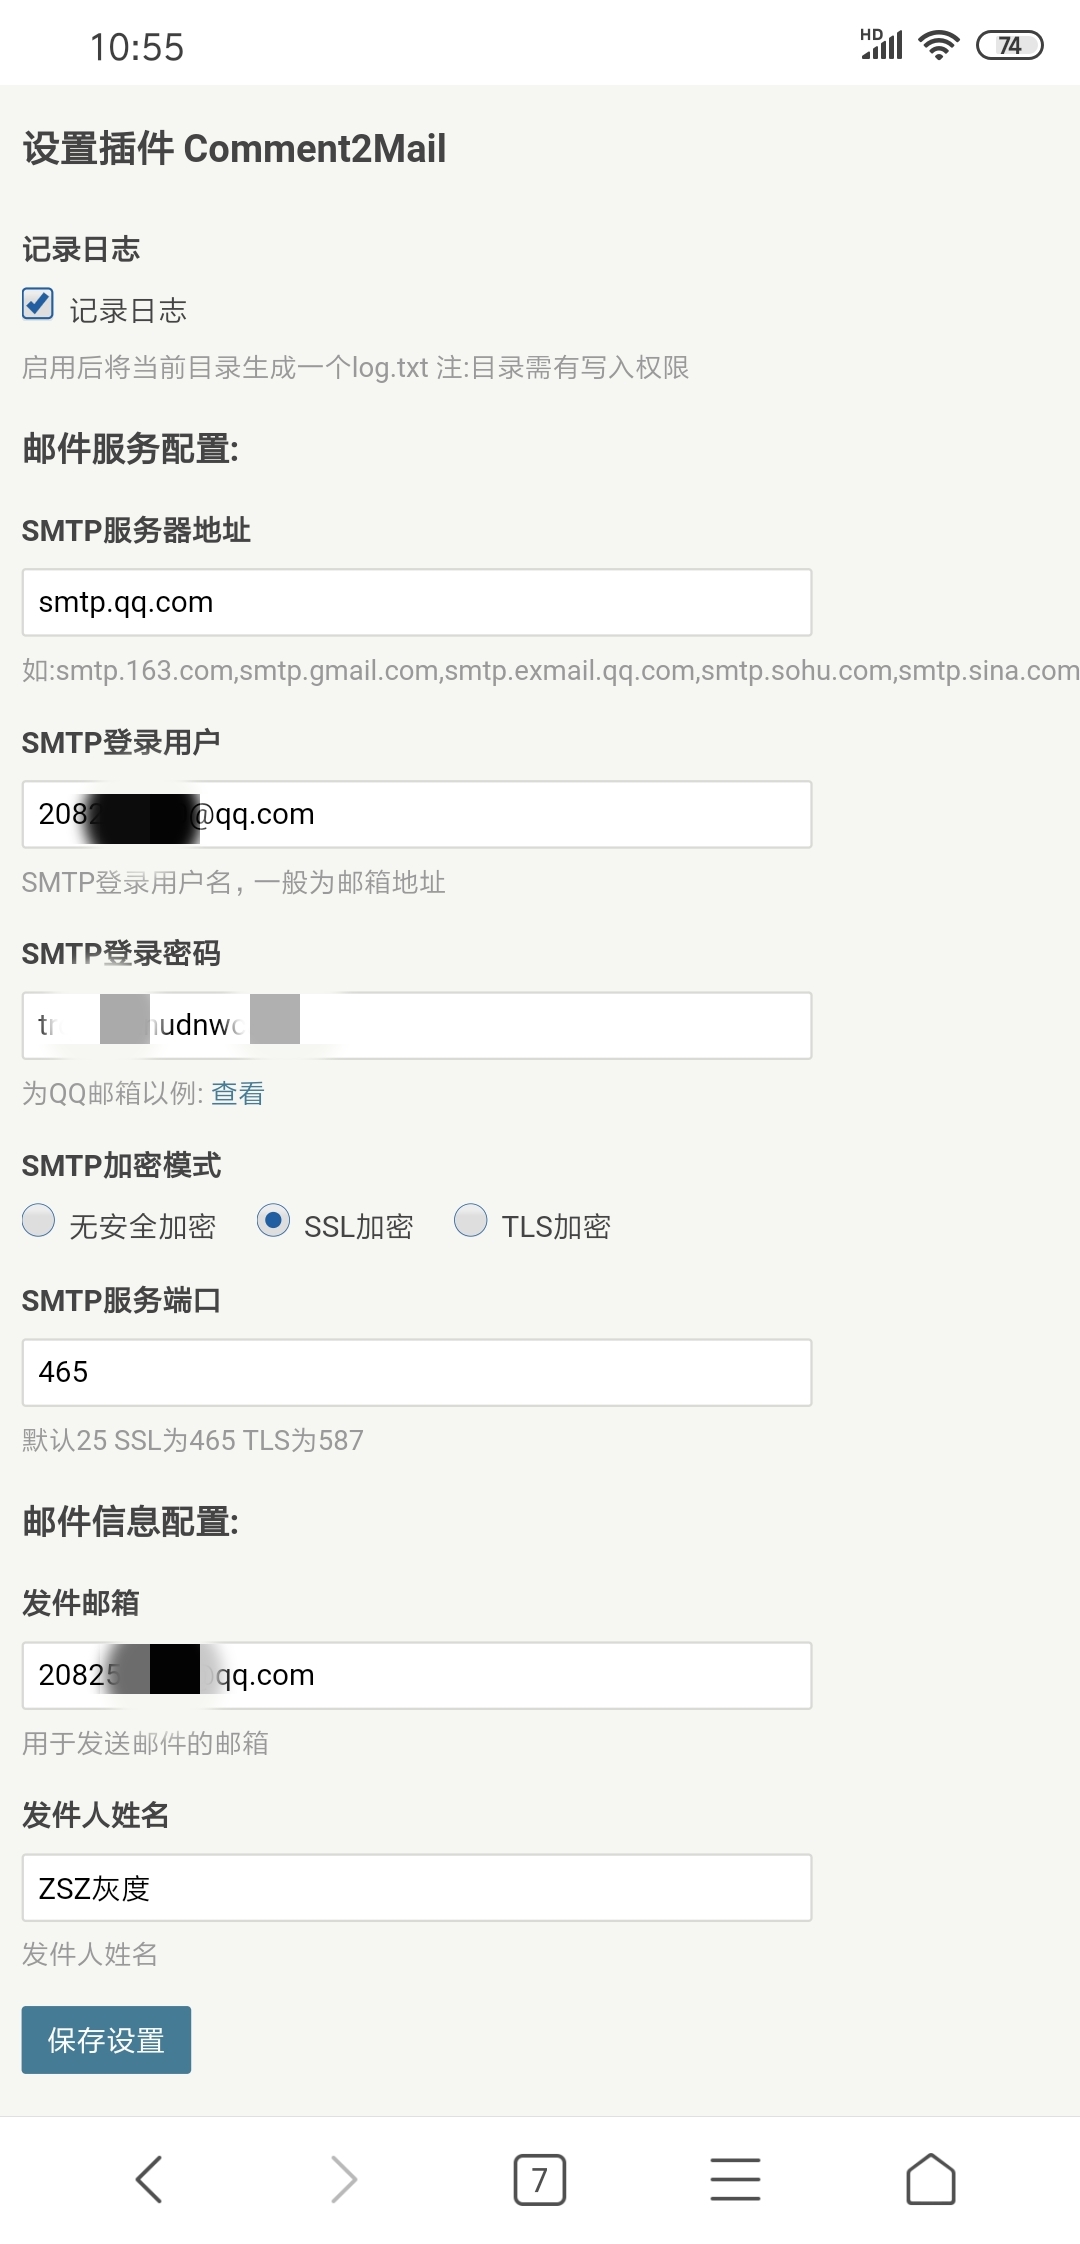 10:55
HD
74
设置插件 Comment2Mail
记录日志
记录日志
启用后将当前目录生成一个log.txt 注:目录需有写入权限
邮件服务配置:
SMTP服务器地址
smtp.qq.com
如:smtp.163.com,smtp.gmail.com,smtp.exmail.qq.com,smtp.sohu.com,smtp.sina.com
SMTP登录用户
2082 @qq.com
SMTP登录用户名，一般为邮箱地址
SMTP登录密码
udnw
为QQ邮箱以例: 查看
SMTP加密模式
无安全加密 SSL加密 TLS加密
SMTP服务端口
465
默认25 SSL为465 TLS为587
邮件信息配置:
发件邮箱
20825 qq.com
用于发送邮件的邮箱
发件人姓名
ZSZ灰度
发件人姓名
保存设置
7